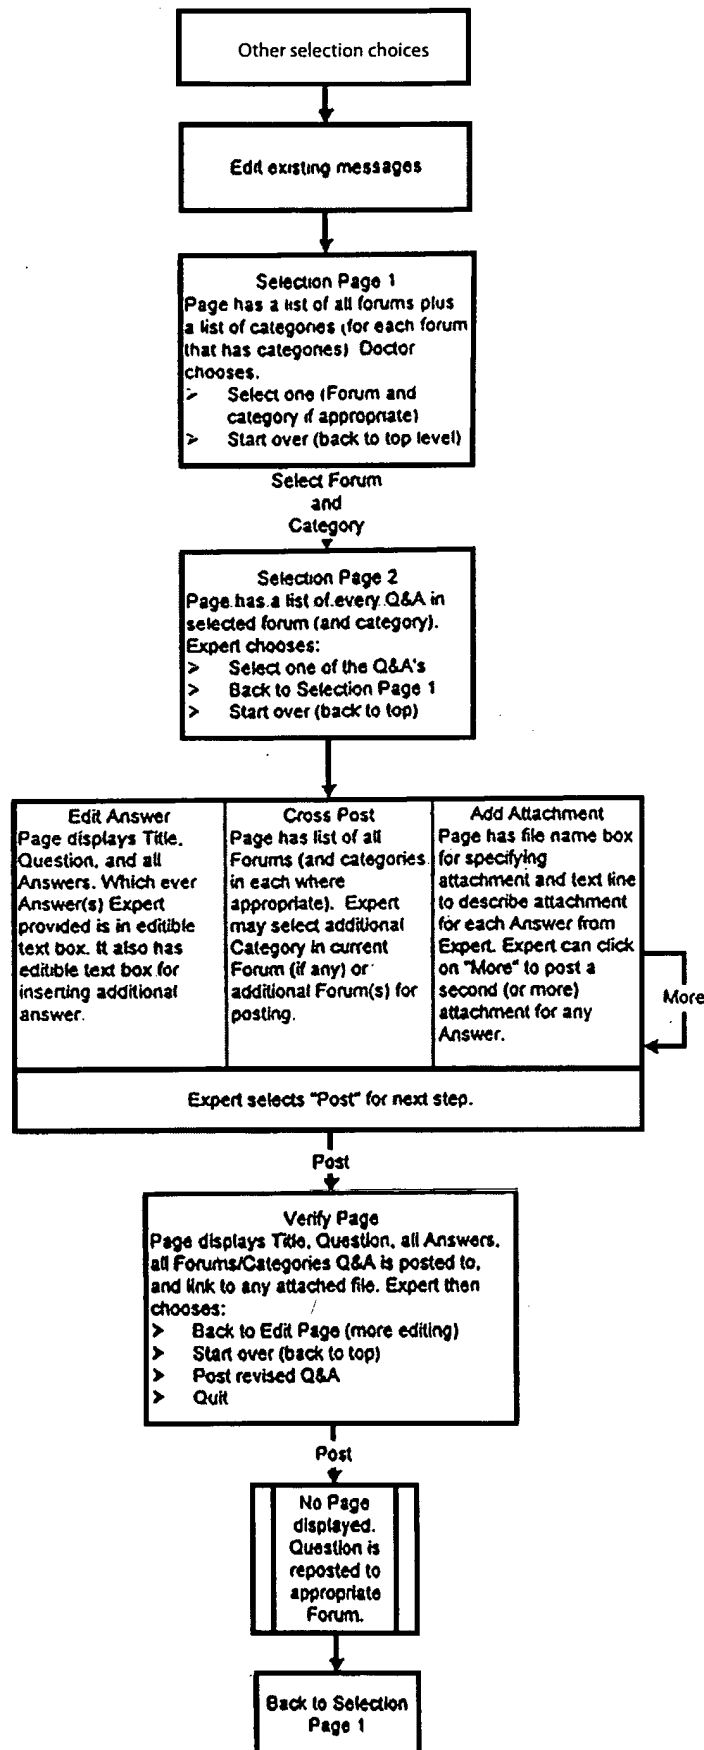 Other selection choices
Edit existing messages
Selection Page 1
Page has a list of all forums plus
a list of categories (for each forum
that has categories) Doctor
chooses.
> Select one (Forum and
category if appropriate)
> Start over (back to top level)
Select Forum
and
Category
Selection Page 2
Page has a list of every Q&A in
selected forum (and category).
Expert chooses:
> Select one of the Q&A's
> Back to Selection Page 1
> Start over (back to top)
Edit Answer
Page displays Title,
Question, and all
Answers. Which ever
Answer(s) Expert
provided is in editible
text box. It also has
editible text box for
inserting additional
answer.
Cross Post
Page has list of all
Forums (and categories
in each where
appropriate). Expert
may select additional
Category in current
Forum (if any) or
additional Forum(s) for
posting.
Add Attachment
Page has file name box
for specifying
attachment and text line
to describe attachment
for each Answer from
Expert. Expert can click
on "More" to post a
second (or more)
attachment for any
Answer.
More
Expert selects "Post" for next step.
Post
Verify Page
Page displays Title, Question, all Answers,
all Forums/Categories Q&A is posted to,
and link to any attached file. Expert then
chooses:
> Back to Edit Page (more editing)
> Start over (back to top)
> Post revised Q&A
> Quit
Post
No Page
displayed.
Question is
reposted to
appropriate
Forum.
Back to Selection
Page 1